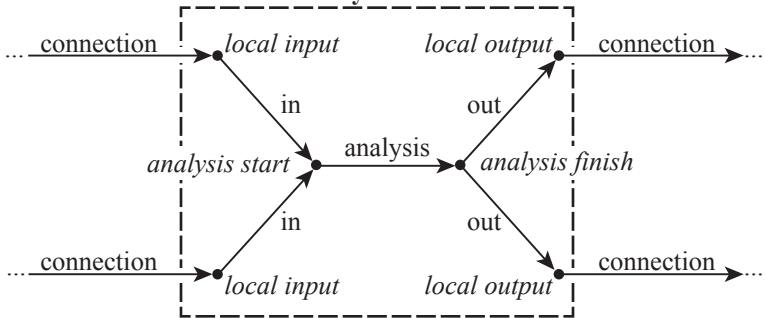 connection local input local output connection
in out
analysis start analysis analysis finish
in out
connection connection
local input local output